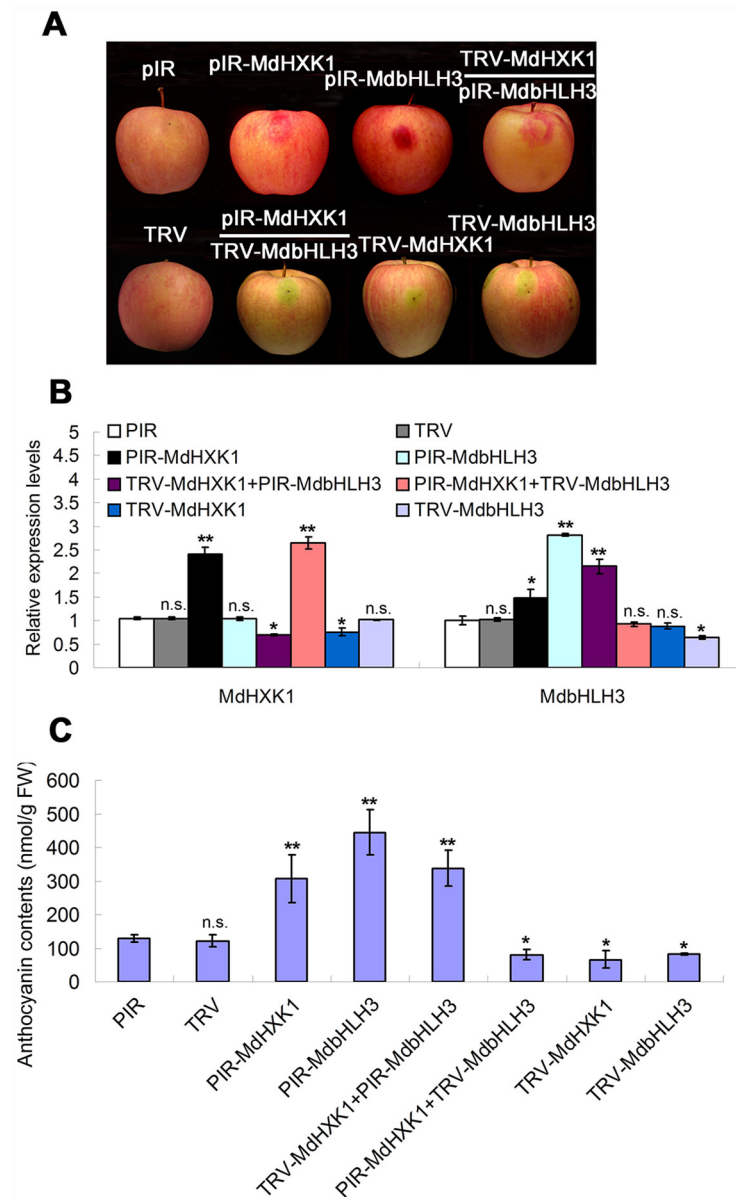 A
pIR
pIR-MdHXK1
pIR-MdbHLH3
TRV-MdHXK1
pIR-MdbHLH3
TRV
pIR-MdHXK1
TRV-MdbHLH3
TRV-MdHXK1
TRV-MdbHLH3
B
PIR
TRV
PIR-MdHXK1
PIR-MdbHLH3
TRV-MdHXK1+PIR-MdbHLH3
PIR-MdHXK1+TRV-MdbHLH3
TRV-MdHXK1
TRV-MdbHLH3
Relative expression levels
5
4.5
4
3.5
3
2.5
2
1.5
1
0.5
0
n.s.
**
n.s.
*
**
*
n.s.
n.s.
*
**
**
n.s.
n.s.
*
MdHXK1
MdbHLH3
C
Anthocyanin contents (nmol/g FW)
600
500
400
300
200
100
0
n.s.
**
**
**
*
*
*
PIR
TRV
PIR-MdHXK1
PIR-MdbHLH3
TRV-MdHXK1+PIR-MdbHLH3
PIR-MdHXK1+TRV-MdbHLH3
TRV-MdHXK1
TRV-MdbHLH3